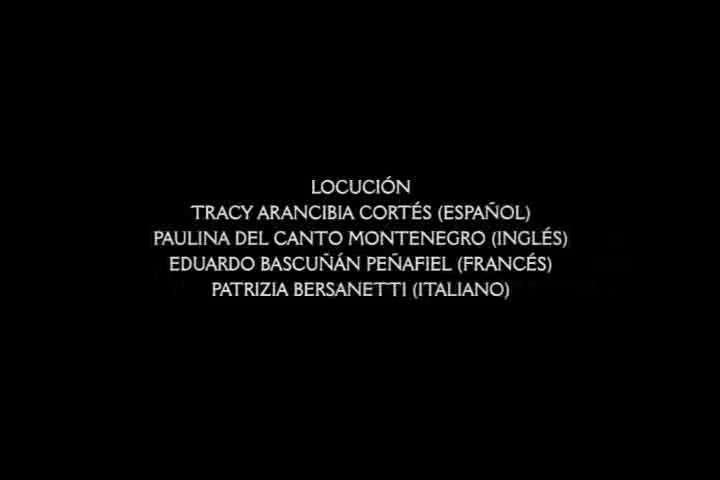 LOCUCIÓN
TRACY ARANCIBIA CORTÉS (ESPAÑOL)
PAULINA DEL CANTO MONTENEGRO (INGLÉS)
EDUARDO BASCUÑÁN PEÑAFIEL (FRANCÉS)
PATRIZIA BERSANETTI (ITALIANO)